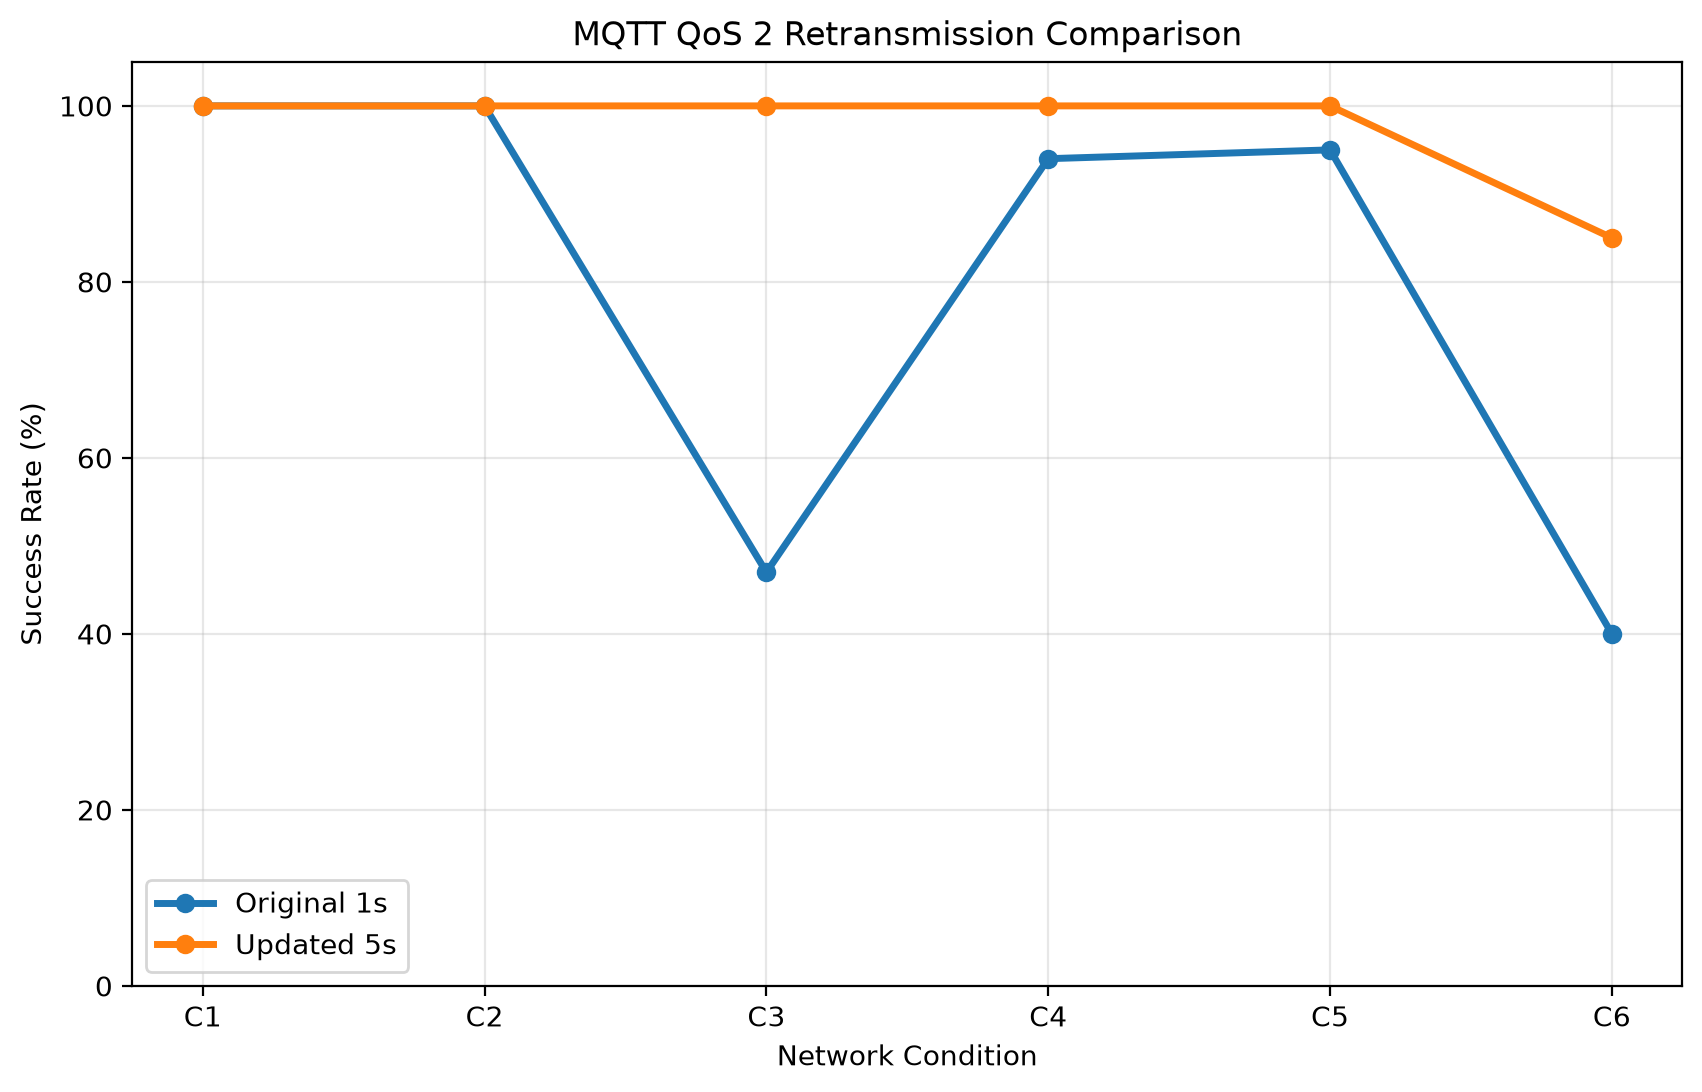 MQTT QoS 2 Retransmission Comparison
Success Rate (%)
100
80
60
40
20
0
Original 1s
Updated 5s
C1 C2 C3 C4 C5 C6
Network Condition